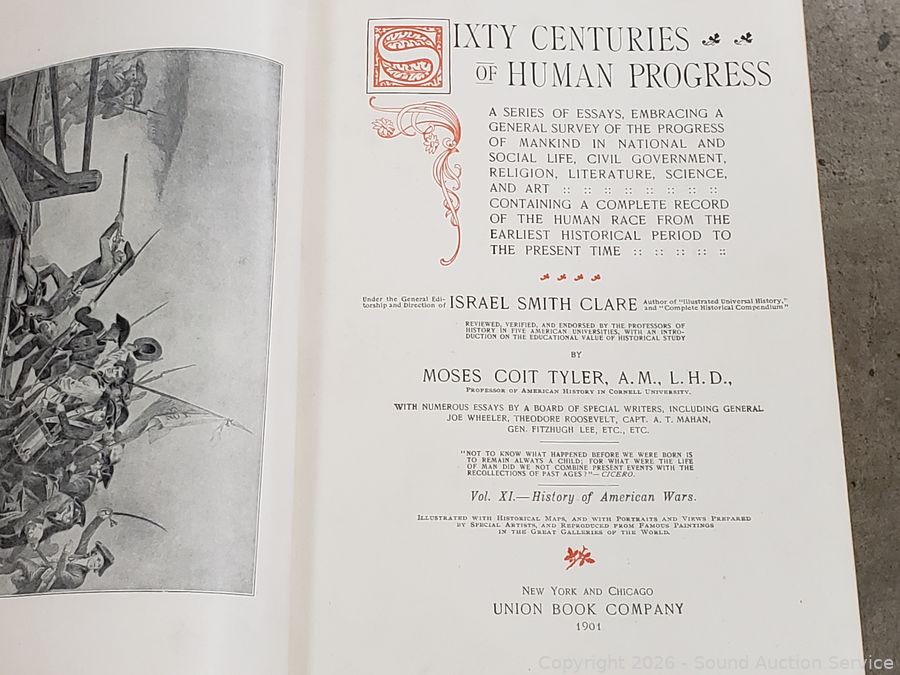 SIXTY CENTURIES
OF HUMAN PROGRESS
A SERIES OF ESSAYS, EMBRACING A
GENERAL SURVEY OF THE PROGRESS
OF MANKIND IN NATIONAL AND
SOCIAL LIFE, CIVIL GOVERNMENT,
RELIGION, LITERATURE, SCIENCE,
AND ART :: :: :: :: :: :: :: ::
CONTAINING A COMPLETE RECORD
OF THE HUMAN RACE FROM THE
EARLIEST HISTORICAL PERIOD TO
THE PRESENT TIME :: :: :: :: :: ::
Under the General Edi-
torship and Direction of ISRAEL SMITH CLARE Author of "Illustrated Universal History,"
and "Complete Historical Compendium"
REVIEWED, VERIFIED, AND ENDORSED BY THE PROFESSORS OF
HISTORY IN FIVE AMERICAN UNIVERSITIES, WITH AN INTRO-
DUCTION ON THE EDUCATIONAL VALUE OF HISTORICAL STUDY
BY
MOSES COIT TYLER, A.M., L.H.D.,
PROFESSOR OF AMERICAN HISTORY IN CORNELL UNIVERSITY.
WITH NUMEROUS ESSAYS BY A BOARD OF SPECIAL WRITERS, INCLUDING GENERAL
JOE WHEELER, THEODORE ROOSEVELT, CAPT. A. T. MAHAN,
GEN. FITZHUGH LEE, ETC., ETC.
"NOT TO KNOW WHAT HAPPENED BEFORE WE WERE BORN IS
TO REMAIN ALWAYS A CHILD; FOR WHAT WERE THE LIFE
OF MAN DID WE NOT COMBINE PRESENT EVENTS WITH THE
RECOLLECTIONS OF PAST AGES?"—CICERO.
Vol. XI.—History of American Wars.
ILLUSTRATED WITH HISTORICAL MAPS, AND WITH PORTRAITS AND VIEWS PREPARED
BY SPECIAL ARTISTS, AND REPRODUCED FROM FAMOUS PAINTINGS
IN THE GREAT GALLERIES OF THE WORLD.
NEW YORK AND CHICAGO
UNION BOOK COMPANY
1901
Copyright 2026 - Sound Auction Service